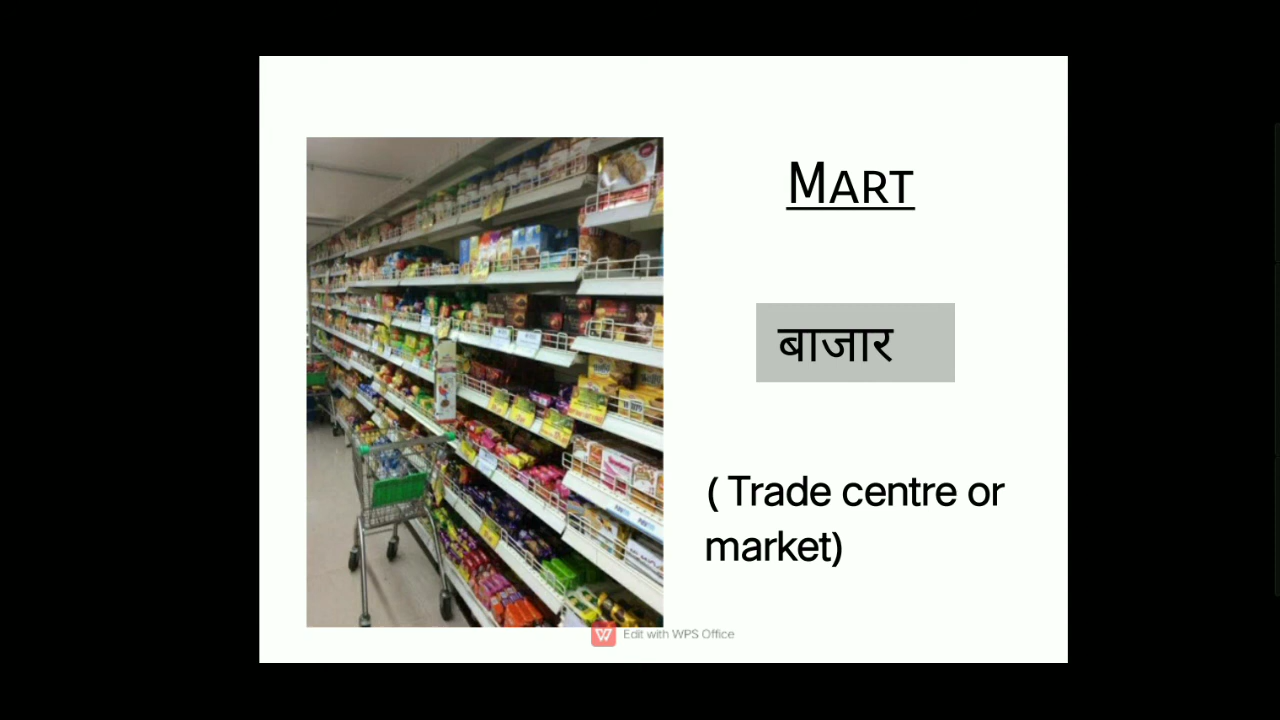 MART
बाजार
( Trade centre or
market)
Edit with WPS Office